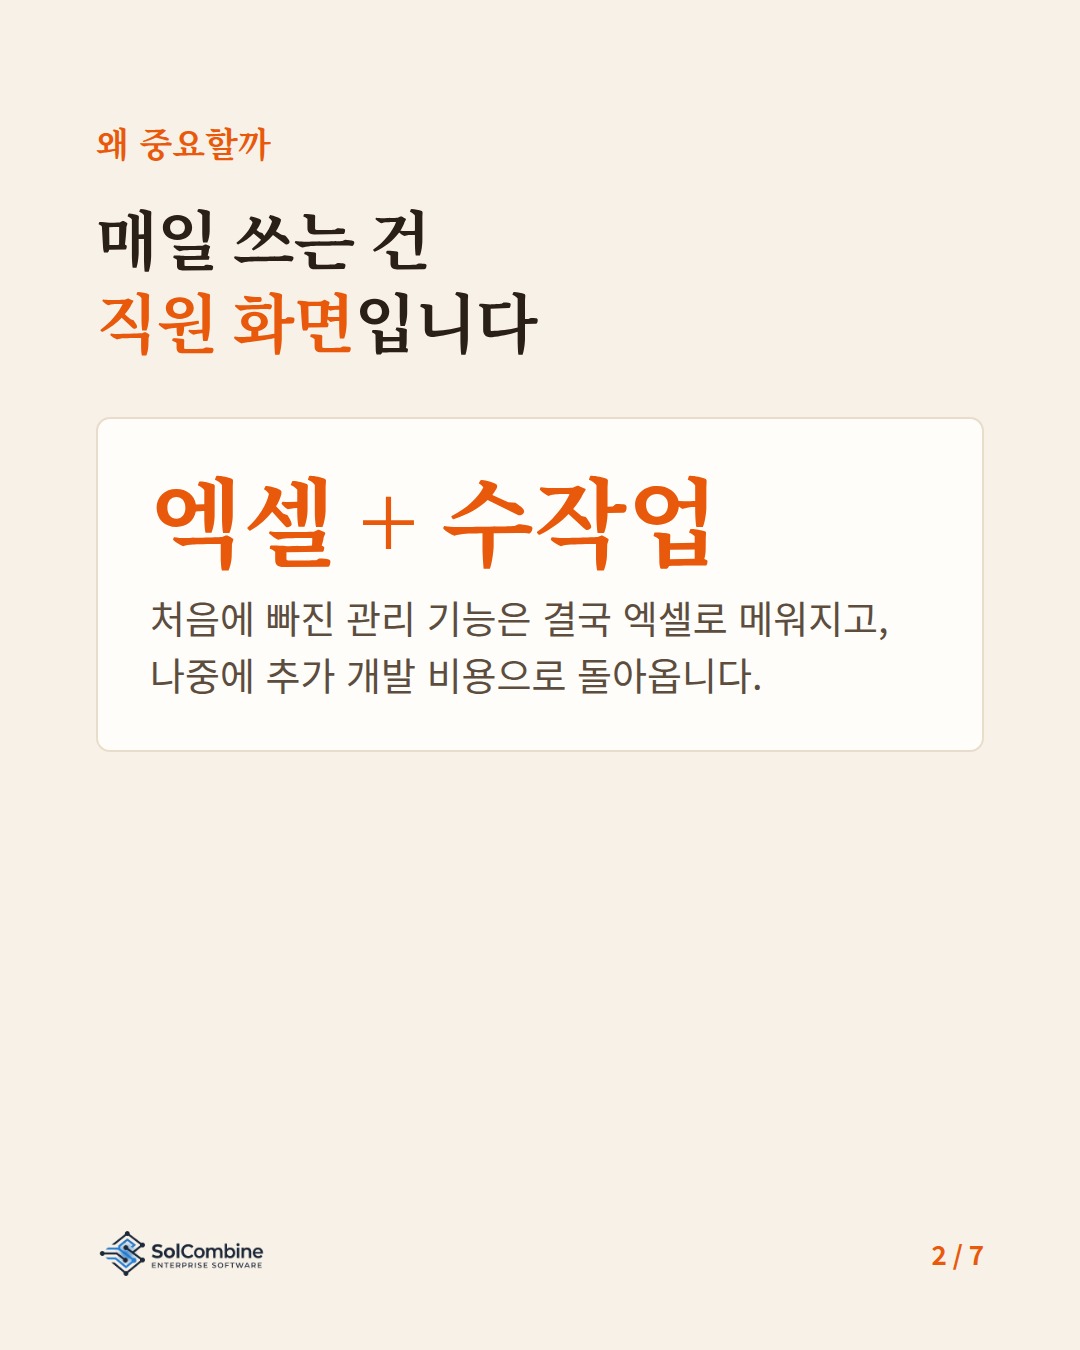 왜 중요할까
매일 쓰는 건
직원 화면입니다
엑셀 + 수작업
처음에 빠진 관리 기능은 결국 엑셀로 메워지고,
나중에 추가 개발 비용으로 돌아옵니다.
SolCombine
ENTERPRISE SOFTWARE
2 / 7